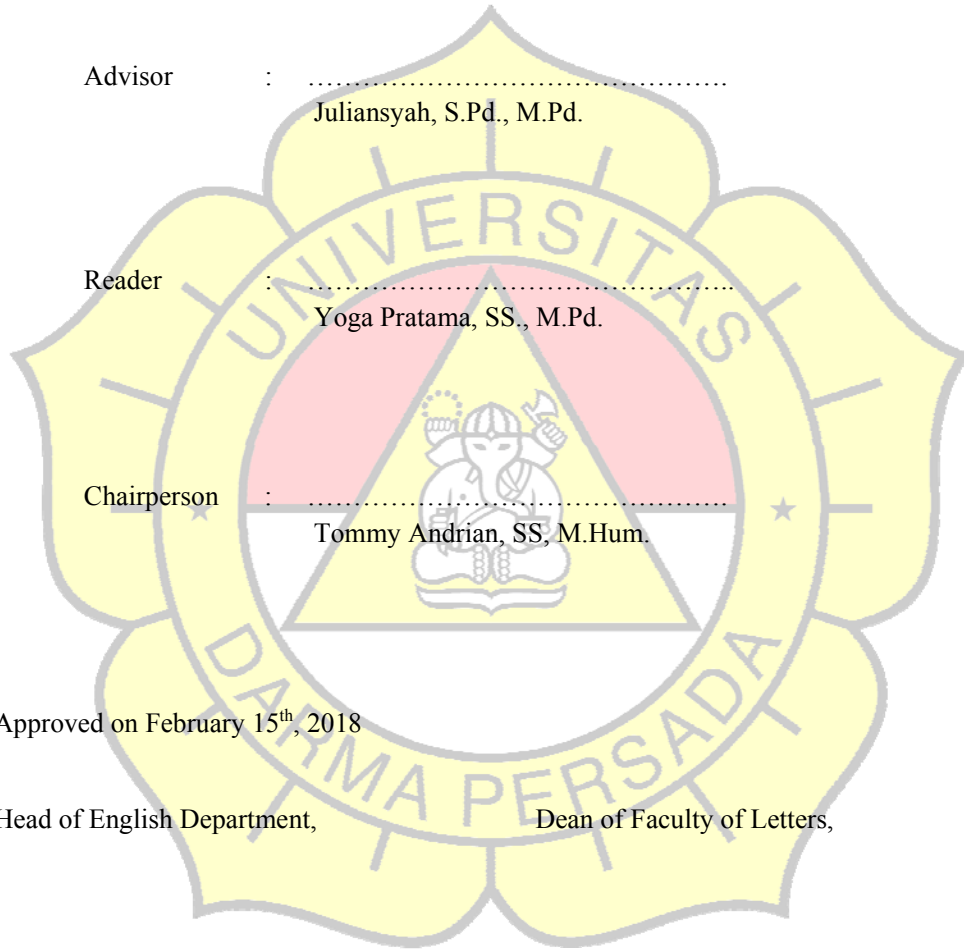 Advisor : ……………………………………….
Juliansyah, S.Pd., M.Pd.
Reader : ………………………………………..
Yoga Pratama, SS., M.Pd.
Chairperson : ……………………………………….
Tommy Andrian, SS, M.Hum.
Approved on February 15th, 2018
Head of English Department, Dean of Faculty of Letters,
UNIVERSITAS
DARMA PERSADA